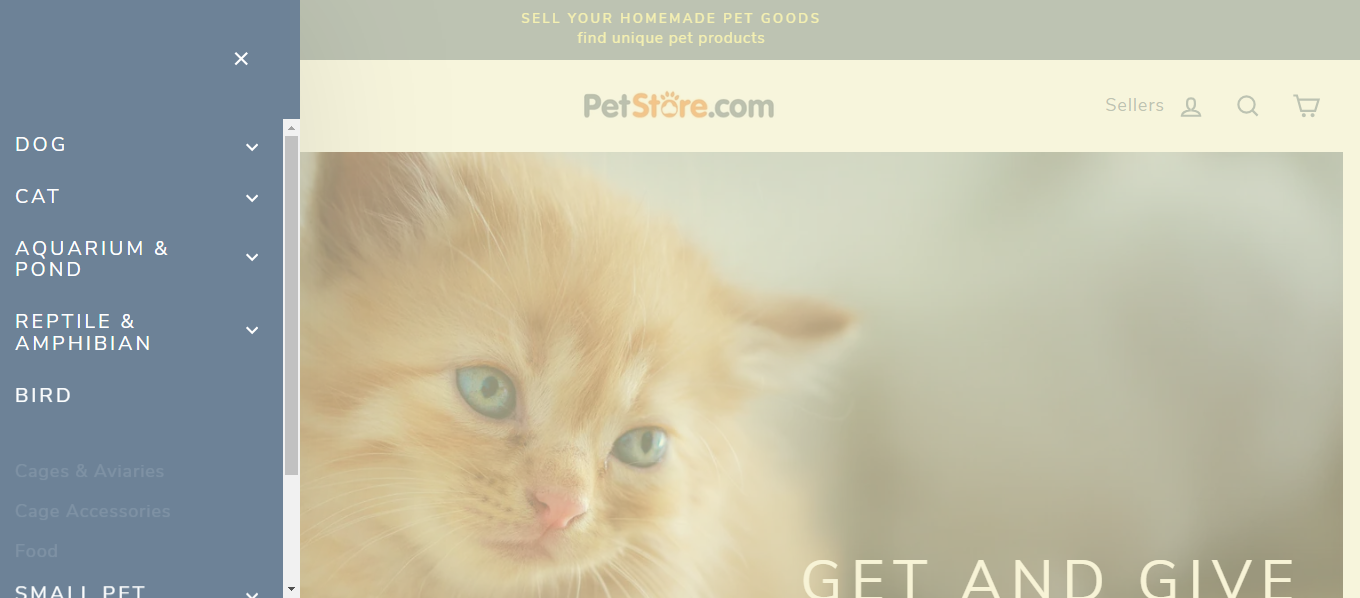 SELL YOUR HOMEMADE PET GOODS
find unique pet products
PetStore.com
Sellers
DOG
CAT
AQUARIUM &
POND
REPTILE &
AMPHIBIAN
BIRD
Cages & Aviaries
Cage Accessories
Food
SMALL PET
GET AND GIVE